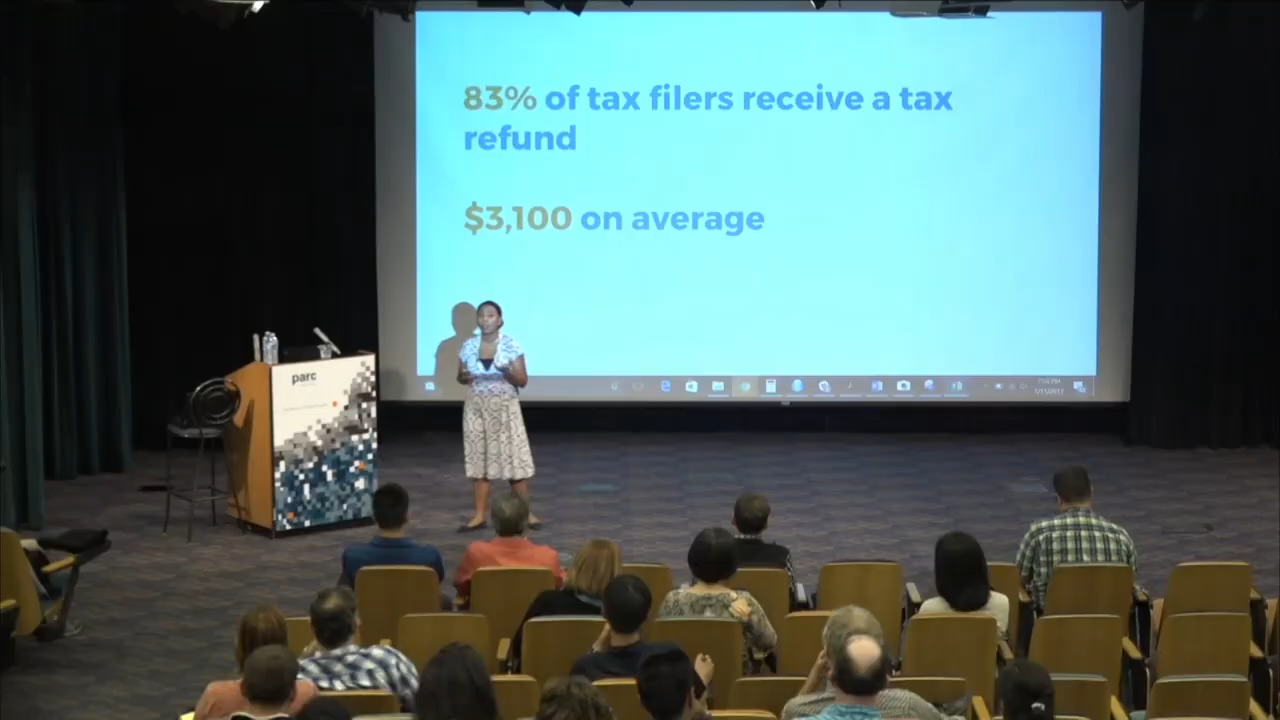 83% of tax filers receive a tax
refund
$3,100 on average
parc